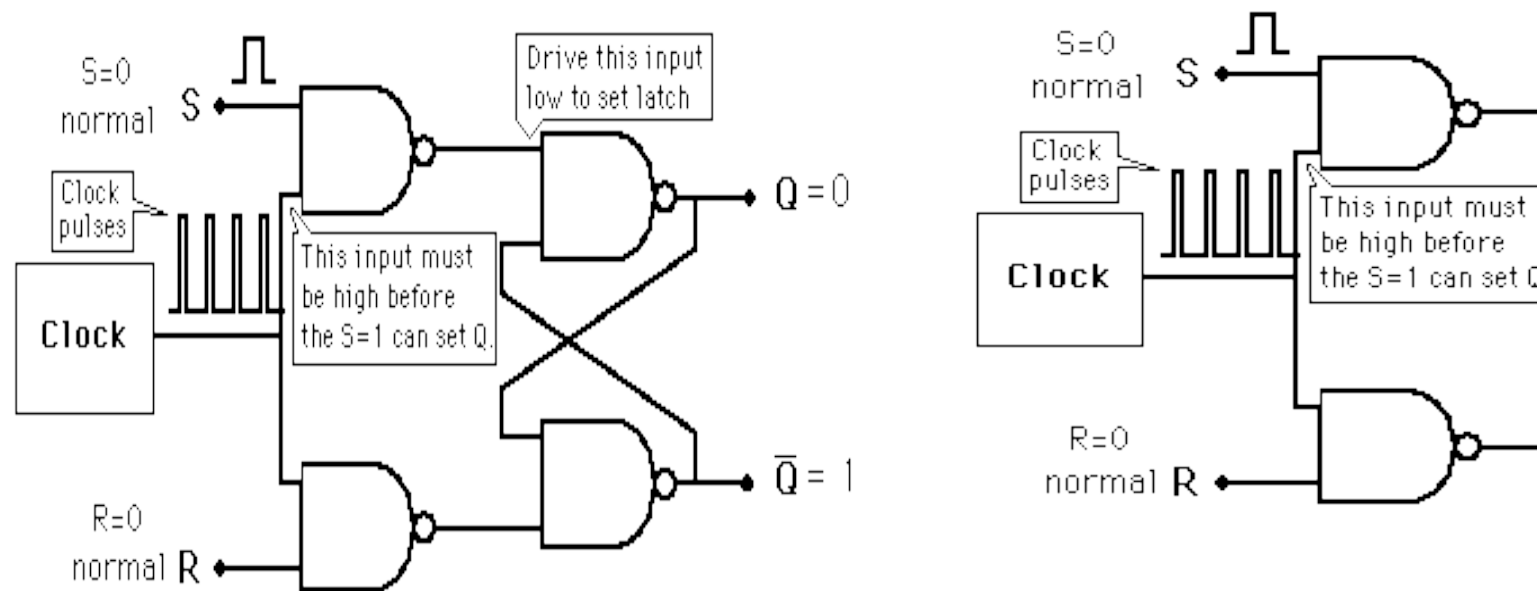 S=0
normal
S
Drive this input
low to set latch
Clock
pulses
Q = 0
This input must
be high before
the S=1 can set Q.
Clock
Q̅ = 1
R=0
normal R
S=0
normal
S
Clock
pulses
This input must
be high before
the S=1 can set Q
Clock
R=0
normal R